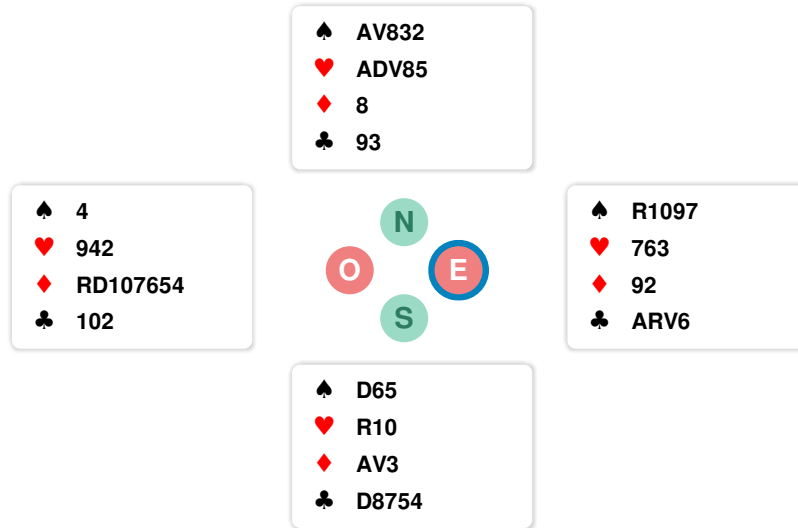 ♠ AV832
♥ ADV85
♦ 8
♣ 93
♠ 4
♥ 942
♦ RD107654
♣ 102
N
O
E
S
♠ R1097
♥ 763
♦ 92
♣ ARV6
♠ D65
♥ R10
♦ AV3
♣ D8754